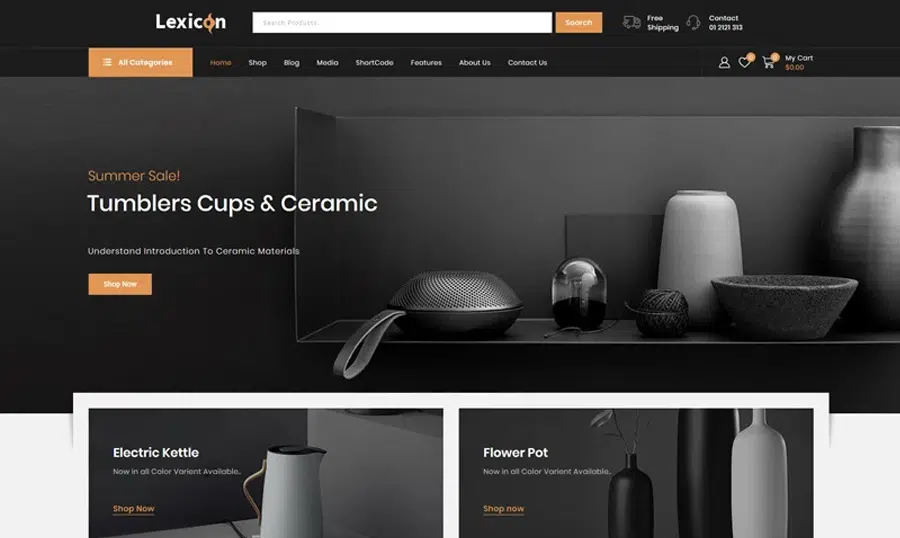 Lexicon
Search Products..
Search
Free
Shipping
Contact
01 2121 313
All Categories
Home
Shop
Blog
Media
ShortCode
Features
About Us
Contact Us
0
0
My Cart
$0.00
Summer Sale!
Tumblers Cups & Ceramic
Understand Introduction To Ceramic Materials
Shop Now
Electric Kettle
Now in all Color Varient Available..
Shop Now
Flower Pot
Now in all Color Varient Available..
Shop now